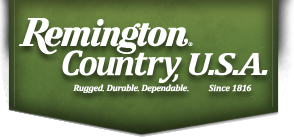 Remington®
Country, U.S.A.
Rugged. Durable. Dependable. Since 1816